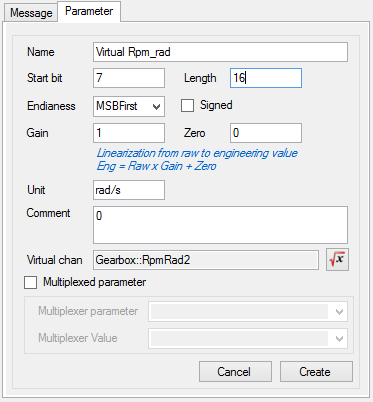 Message Parameter
Name Virtual Rpm_rad
Start bit 7 Length 16
Endianess MSBFirst Signed
Gain 1 Zero 0
Linearization from raw to engineering value
Eng = Raw x Gain + Zero
Unit rad/s
Comment 0
Virtual chan Gearbox::RpmRad2 √x
Multiplexed parameter
Multiplexer parameter
Multiplexer Value
Cancel Create